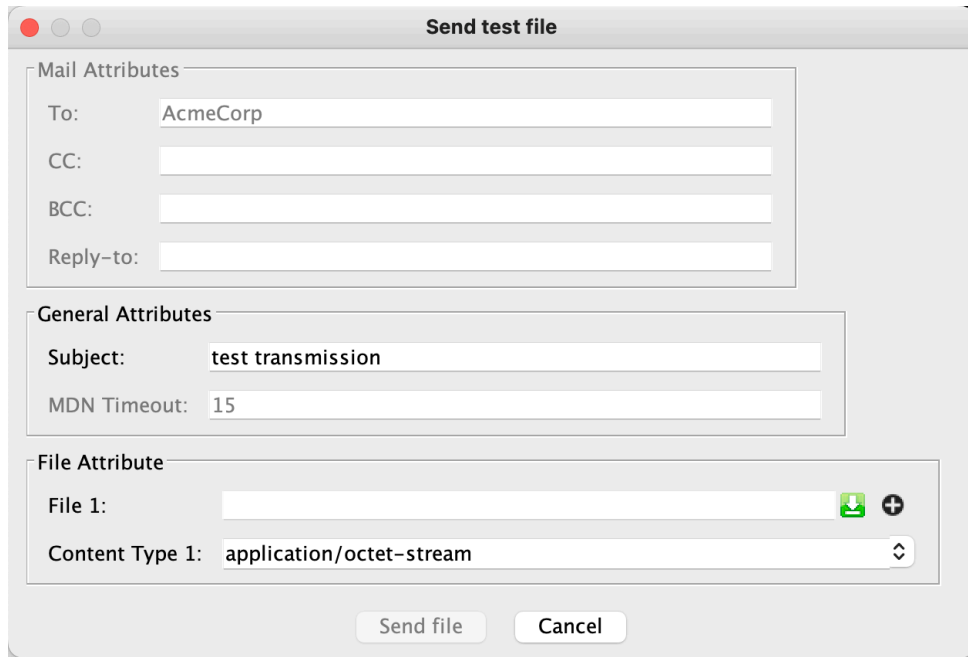 Send test file
Mail Attributes
To: AcmeCorp
CC:
BCC:
Reply-to:
General Attributes
Subject: test transmission
MDN Timeout: 15
File Attribute
File 1:
Content Type 1: application/octet-stream
Send file Cancel